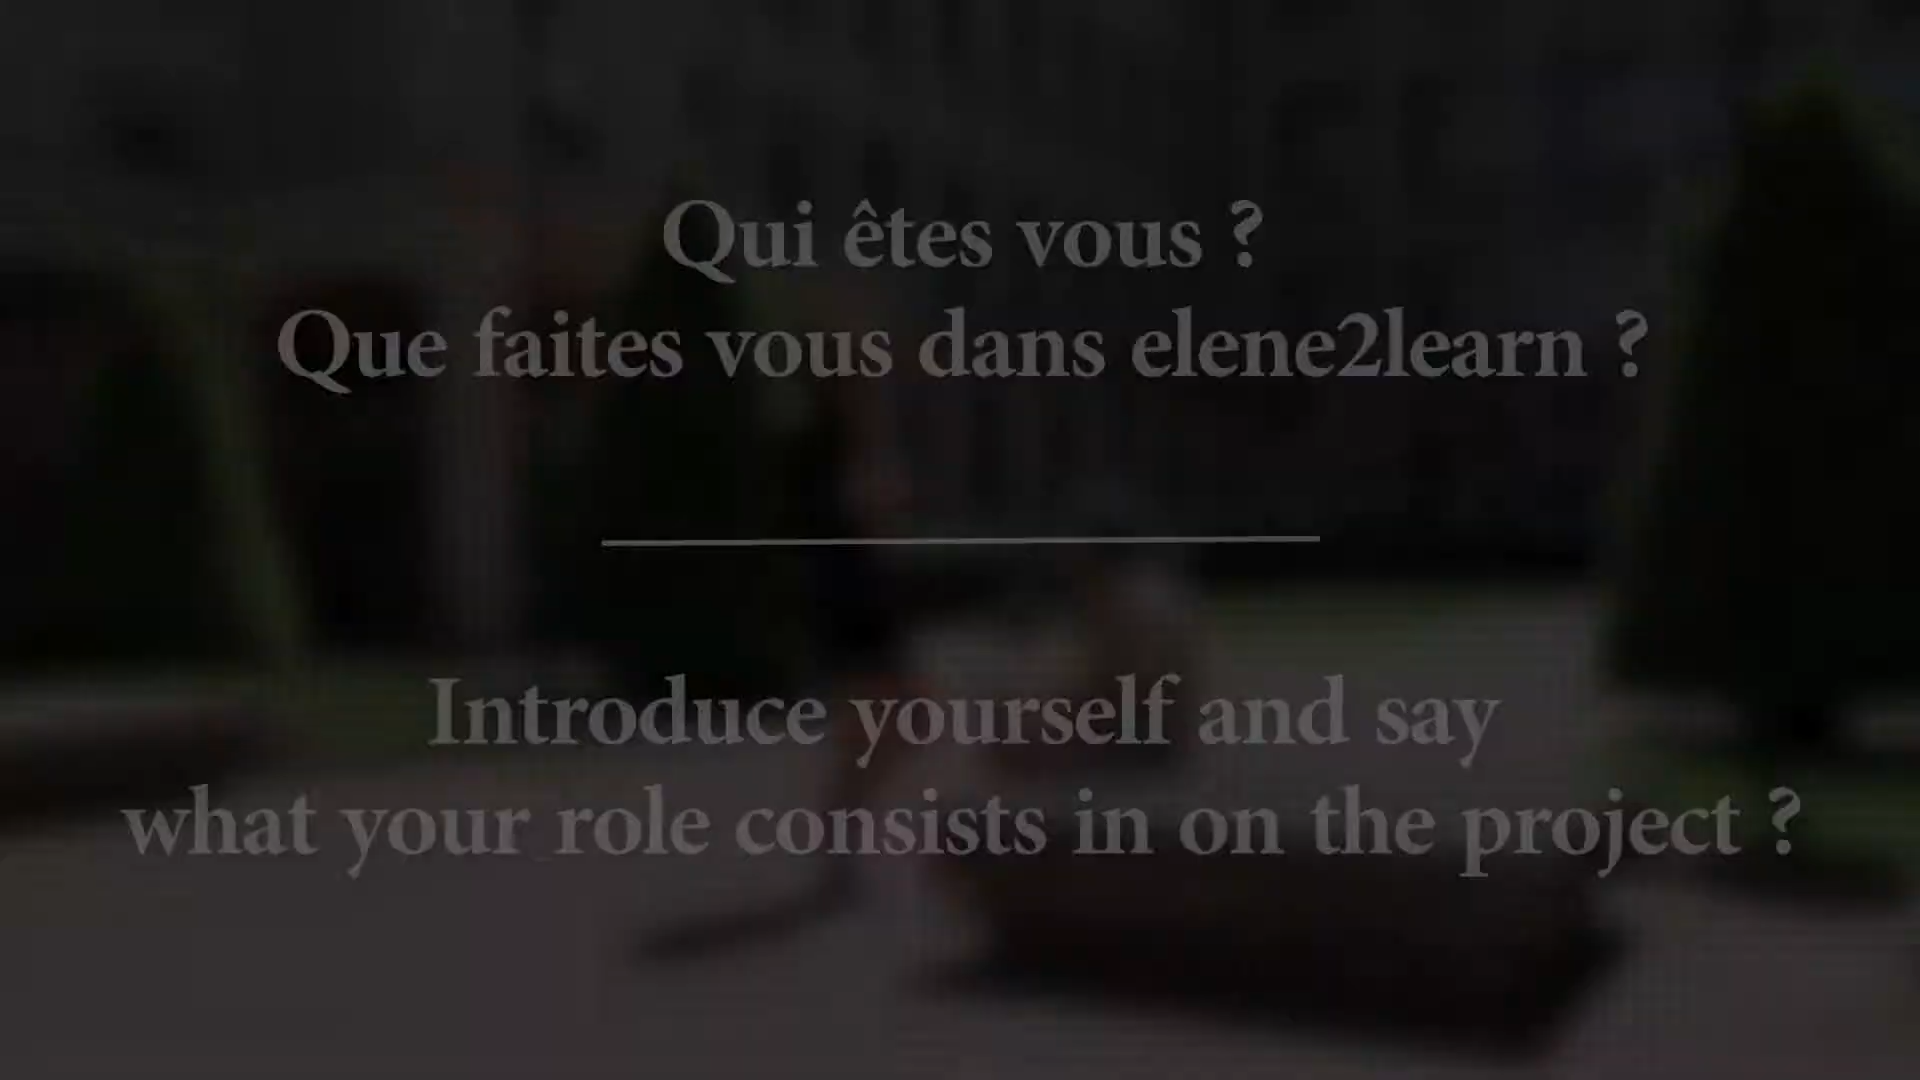 Qui êtes vous ?
Que faites vous dans elene2learn ?
Introduce yourself and say
what your role consists in on the project ?